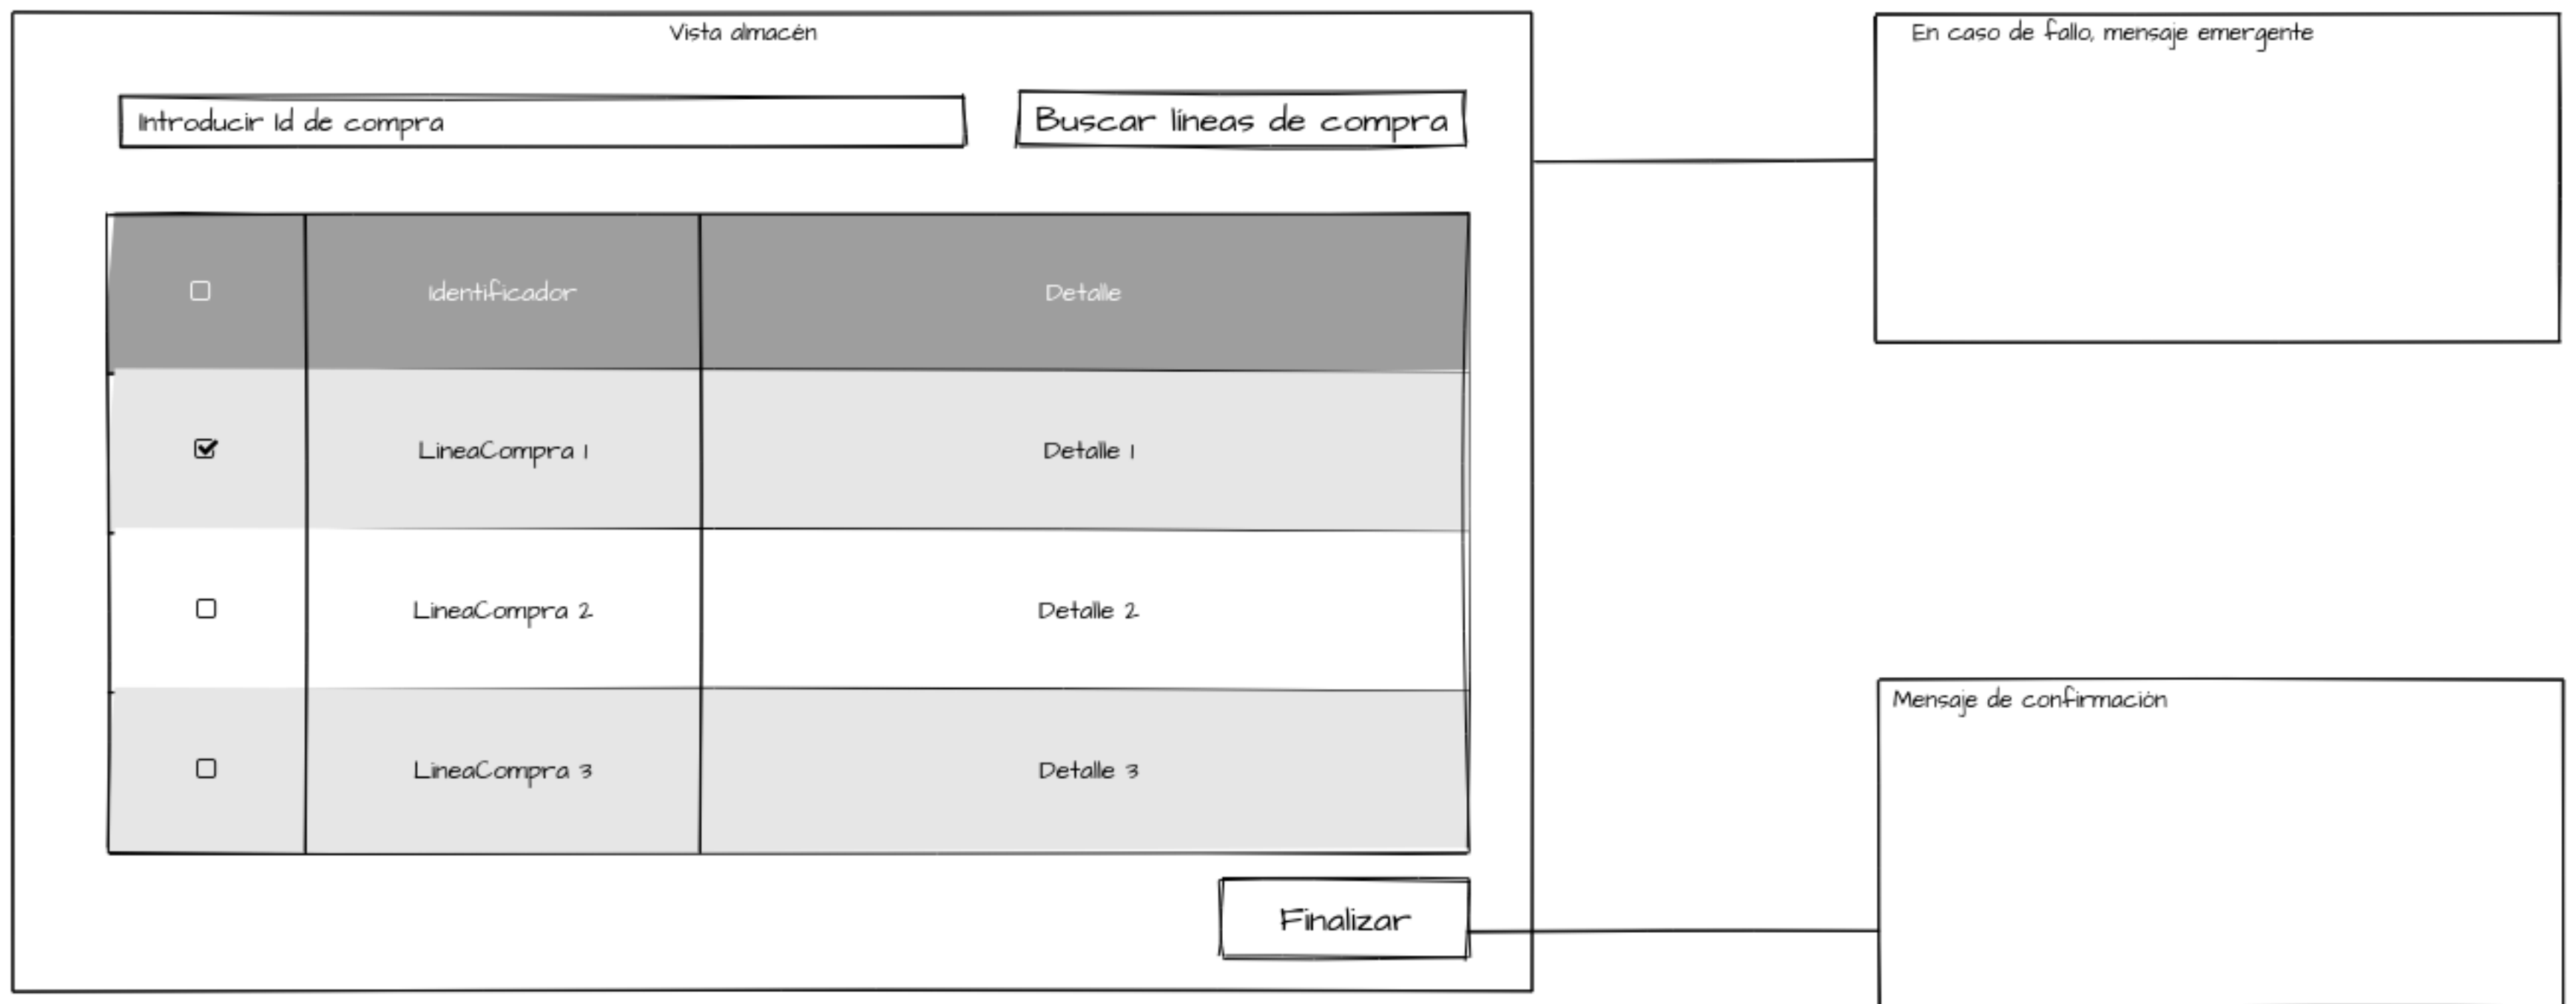 Vista almacén
En caso de fallo, mensaje emergente
Introducir Id de compra
Buscar líneas de compra
Identificador
Detalle
LineaCompra 1
Detalle 1
LineaCompra 2
Detalle 2
LineaCompra 3
Detalle 3
Mensaje de confirmación
Finalizar